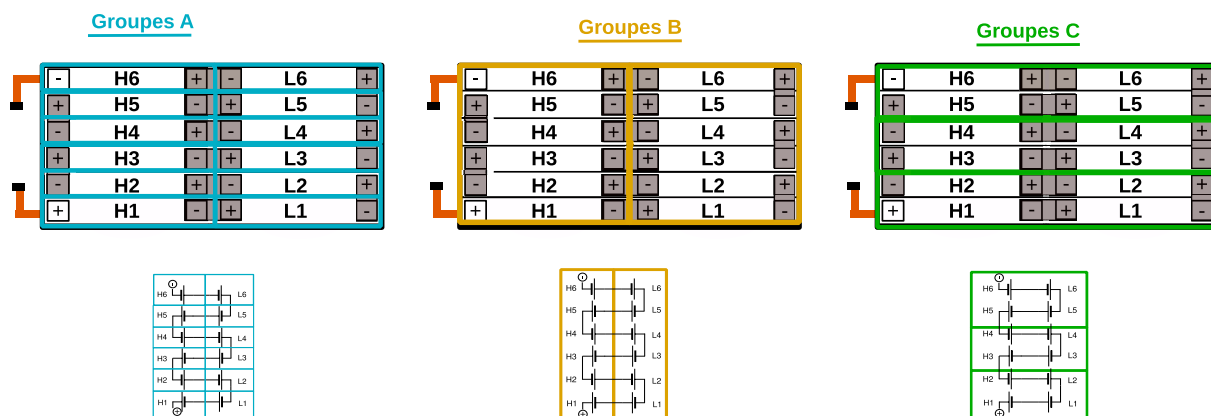 Groupes A
Groupes B
Groupes C
- H6 + - L6 +
+ H5 - + L5 -
- H4 + - L4 +
+ H3 - + L3 -
- H2 + - L2 +
+ H1 - + L1 -
- H6 + - L6 +
+ H5 - + L5 -
- H4 + - L4 +
+ H3 - + L3 -
- H2 + - L2 +
+ H1 - + L1 -
- H6 + - L6 +
+ H5 - + L5 -
- H4 + - L4 +
+ H3 - + L3 -
- H2 + - L2 +
+ H1 - + L1 -
-
H6 L6
H5 L5
H4 L4
H3 L3
H2 L2
H1 L1
+
-
H6 L6
H5 L5
H4 L4
H3 L3
H2 L2
H1 L1
+
-
H6 L6
H5 L5
H4 L4
H3 L3
H2 L2
H1 L1
+